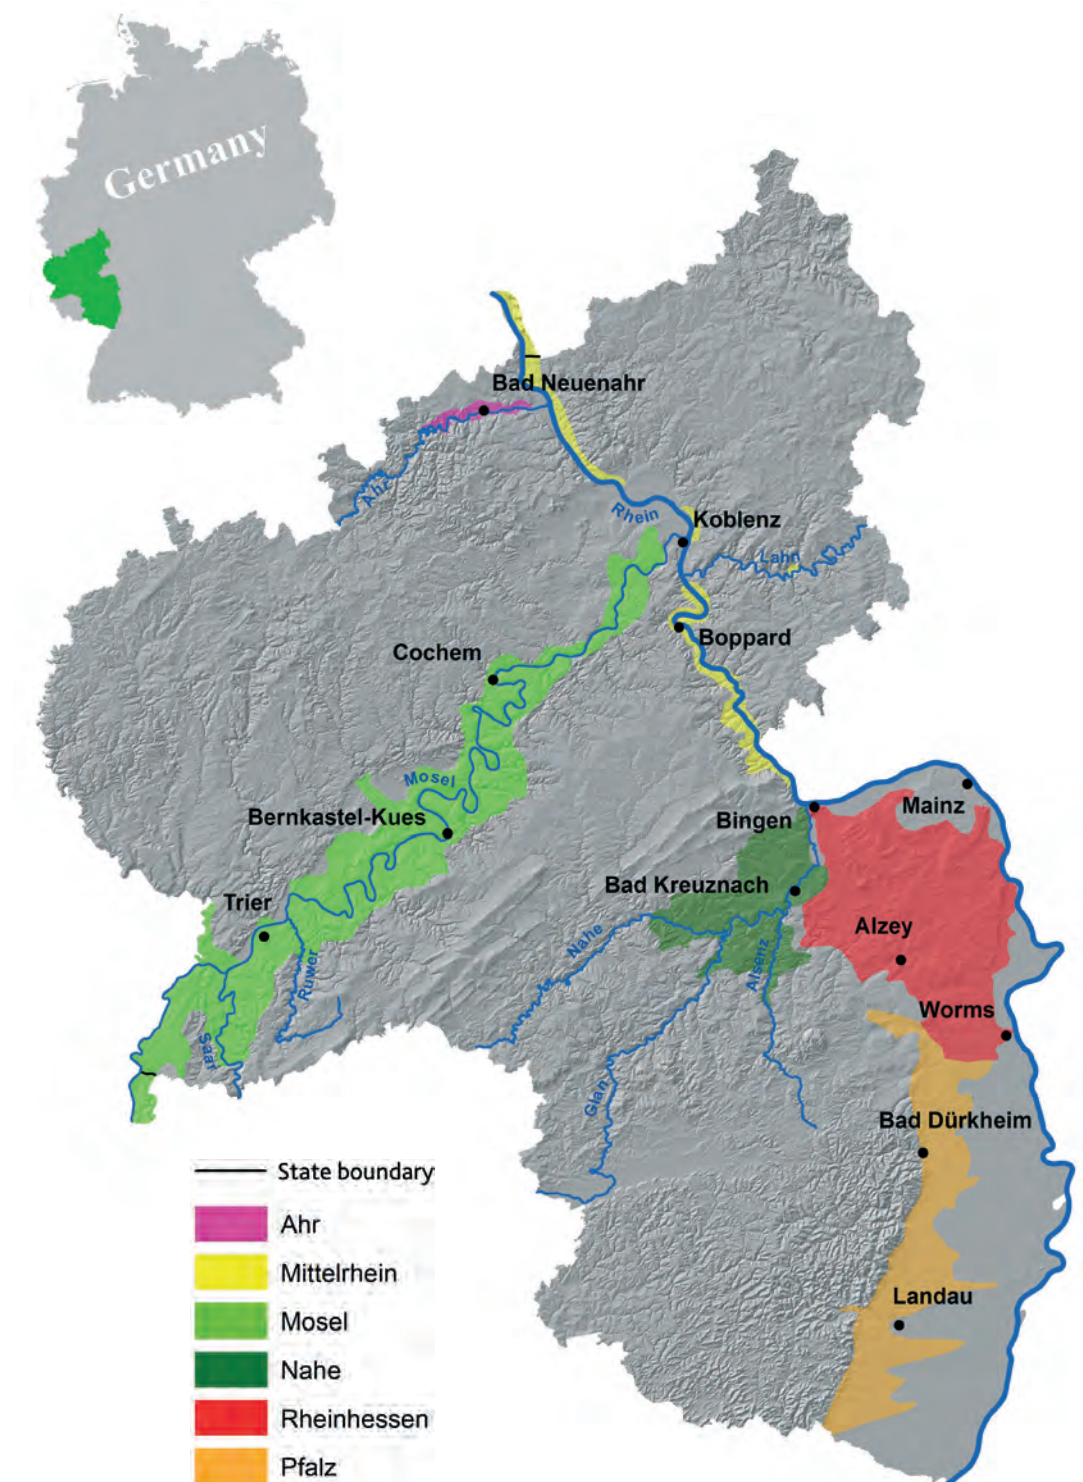 Germany
Bad Neuenahr
Ahr
Rhein
Koblenz
Lahn
Boppard
Cochem
Mosel
Bernkastel-Kues
Mainz
Bingen
Bad Kreuznach
Trier
Alzey
Nahe
Alsenz
Ruwer
Worms
Saar
Glan
Bad Dürkheim
Landau
State boundary
Ahr
Mittelrhein
Mosel
Nahe
Rheinhessen
Pfalz